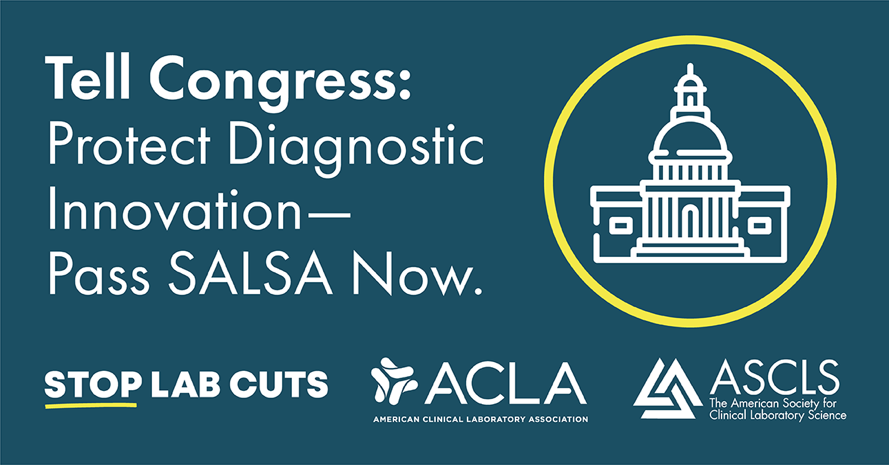 Tell Congress:
Protect Diagnostic
Innovation—
Pass SALSA Now.
STOP LAB CUTS
ACLA
AMERICAN CLINICAL LABORATORY ASSOCIATION
ASCLS
The American Society for
Clinical Laboratory Science